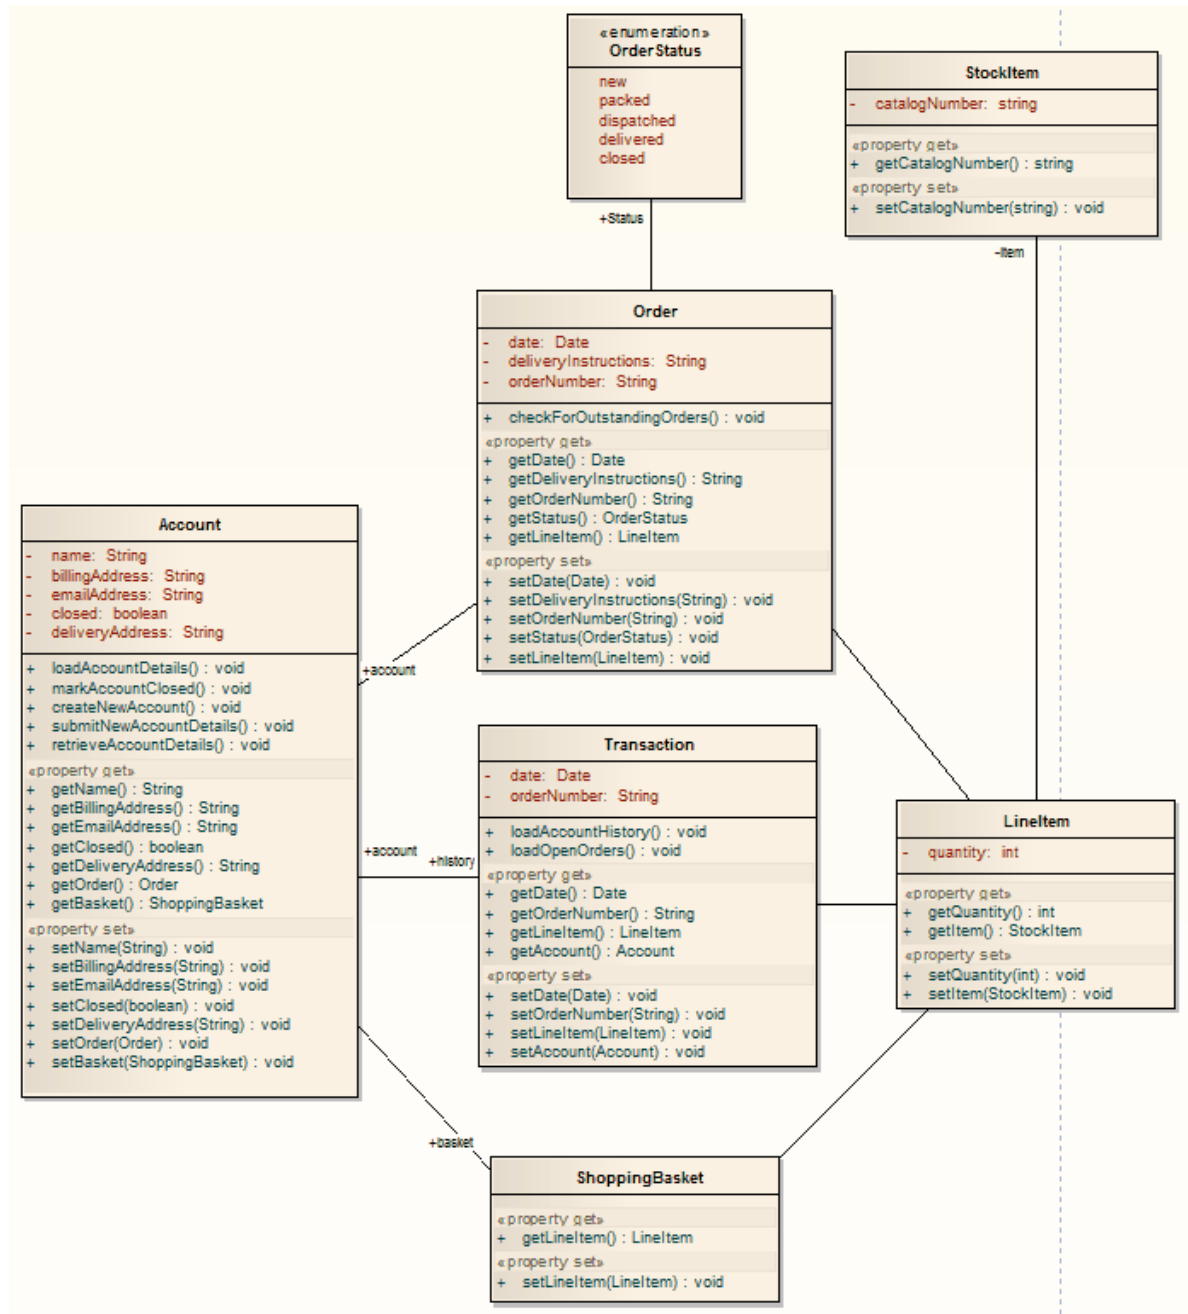 «enumeration»
OrderStatus
new
packed
dispatched
delivered
closed
+Status
StockItem
- catalogNumber: string
«property get»
+ getCatalogNumber() : string
«property set»
+ setCatalogNumber(string) : void
-Item
Order
- date: Date
- deliveryInstructions: String
- orderNumber: String
+ checkForOutstandingOrders() : void
«property get»
+ getDate() : Date
+ getDeliveryInstructions() : String
+ getOrderNumber() : String
+ getStatus() : OrderStatus
+ getLineItem() : LineItem
«property set»
+ setDate(Date) : void
+ setDeliveryInstructions(String) : void
+ setOrderNumber(String) : void
+ setStatus(OrderStatus) : void
+ setLineItem(LineItem) : void
Account
- name: String
- billingAddress: String
- emailAddress: String
- closed: boolean
- deliveryAddress: String
+ loadAccountDetails() : void
+ markAccountClosed() : void
+ createNewAccount() : void
+ submitNewAccountDetails() : void
+ retrieveAccountDetails() : void
«property get»
+ getName() : String
+ getBillingAddress() : String
+ getEmailAddress() : String
+ getClosed() : boolean
+ getDeliveryAddress() : String
+ getOrder() : Order
+ getBasket() : ShoppingBasket
«property set»
+ setName(String) : void
+ setBillingAddress(String) : void
+ setEmailAddress(String) : void
+ setClosed(boolean) : void
+ setDeliveryAddress(String) : void
+ setOrder(Order) : void
+ setBasket(ShoppingBasket) : void
+account
+account
+history
+basket
Transaction
- date: Date
- orderNumber: String
+ loadAccountHistory() : void
+ loadOpenOrders() : void
«property get»
+ getDate() : Date
+ getOrderNumber() : String
+ getLineItem() : LineItem
+ getAccount() : Account
«property set»
+ setDate(Date) : void
+ setOrderNumber(String) : void
+ setLineItem(LineItem) : void
+ setAccount(Account) : void
LineItem
- quantity: int
«property get»
+ getQuantity() : int
+ getItem() : StockItem
«property set»
+ setQuantity(int) : void
+ setItem(StockItem) : void
ShoppingBasket
«property get»
+ getLineItem() : LineItem
«property set»
+ setLineItem(LineItem) : void